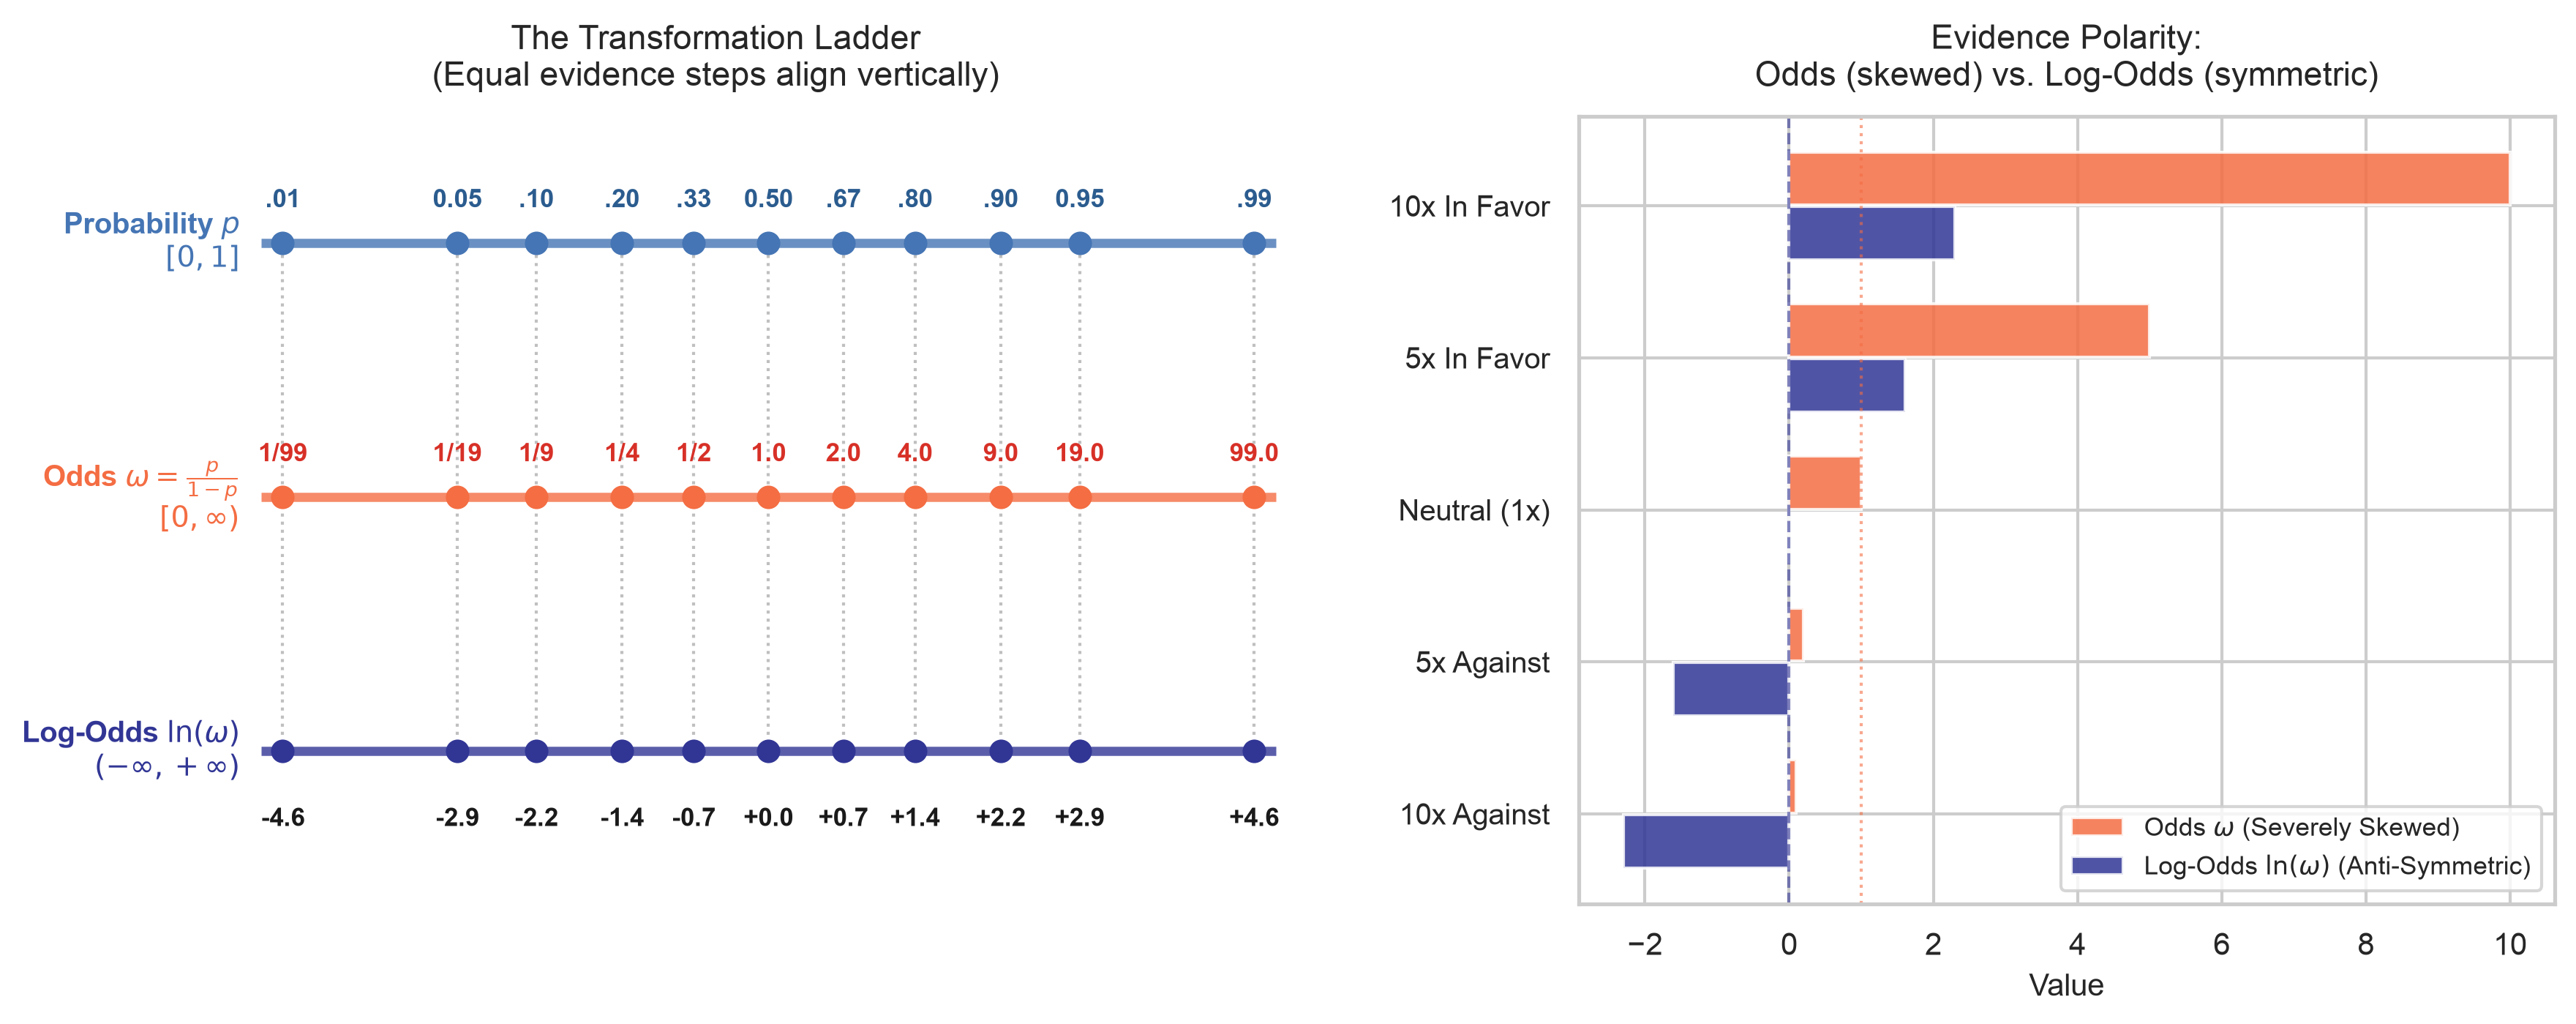 The Transformation Ladder
(Equal evidence steps align vertically)
.01 0.05 .10 .20 .33 0.50 .67 .80 .90 0.95 .99
Probability p
[0, 1]
1/99 1/19 1/9 1/4 1/2 1.0 2.0 4.0 9.0 19.0 99.0
Odds ω = p/(1−p)
[0, ∞)
Log-Odds ln(ω)
(−∞, +∞)
-4.6 -2.9 -2.2 -1.4 -0.7 +0.0 +0.7 +1.4 +2.2 +2.9 +4.6
Evidence Polarity:
Odds (skewed) vs. Log-Odds (symmetric)
10x In Favor
5x In Favor
Neutral (1x)
5x Against
10x Against
Odds ω (Severely Skewed)
Log-Odds ln(ω) (Anti-Symmetric)
−2 0 2 4 6 8 10
Value